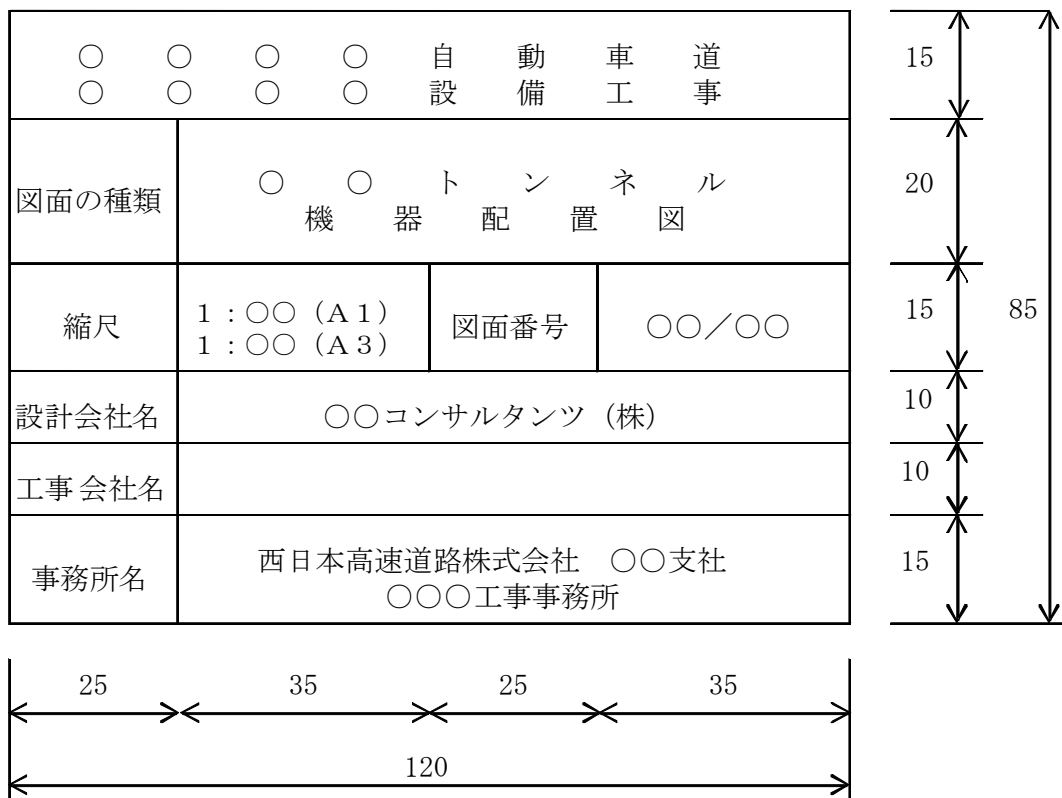 ○ ○ ○ ○ 自 動 車 道
○ ○ ○ ○ 設 備 工 事
図面の種類
○ ○ ト ン ネ ル
機 器 配 置 図
縮尺
1：○○（A1）
1：○○（A3）
図面番号
○○／○○
設計会社名
○○コンサルタンツ（株）
工事会社名
事務所名
西日本高速道路株式会社　○○支社
○○○工事事務所
15
20
15
10
10
15
85
25
35
25
35
120